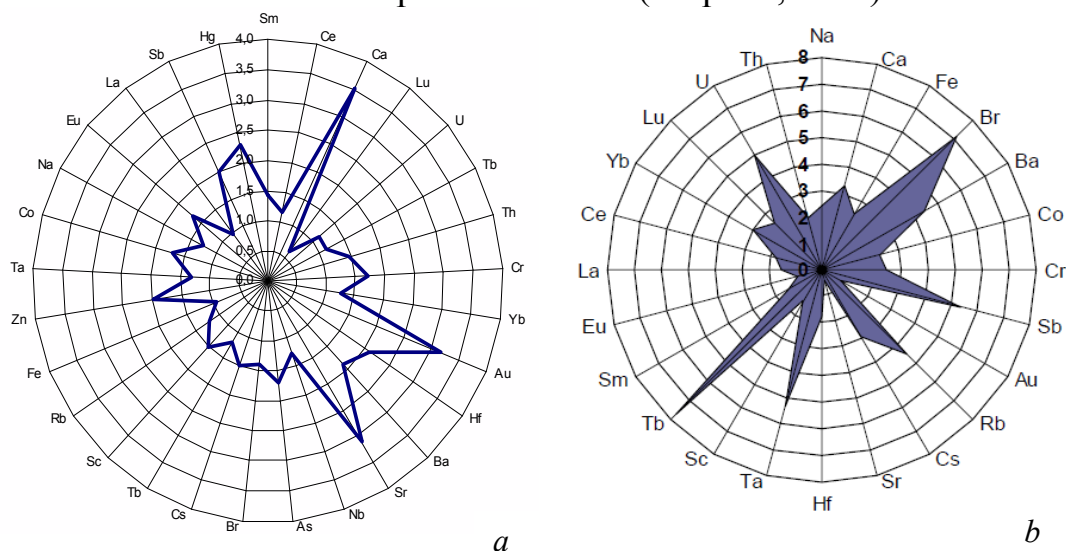 Sm
Ce
Ca
Lu
U
Tb
Th
Cr
Yb
Au
Hf
Ba
Sr
Nb
As
Br
Cs
Tb
Sc
Rb
Fe
Zn
Ta
Co
Na
Eu
La
Sb
Hg
4,0
3,5
3,0
2,5
2,0
1,5
1,0
0,5
0,0
a
Na
Ca
Fe
Br
Ba
Co
Cr
Sb
Au
Rb
Cs
Sr
Hf
Ta
Sc
Tb
Sm
Eu
La
Ce
Yb
Lu
U
Th
8
7
6
5
4
3
2
1
0
b